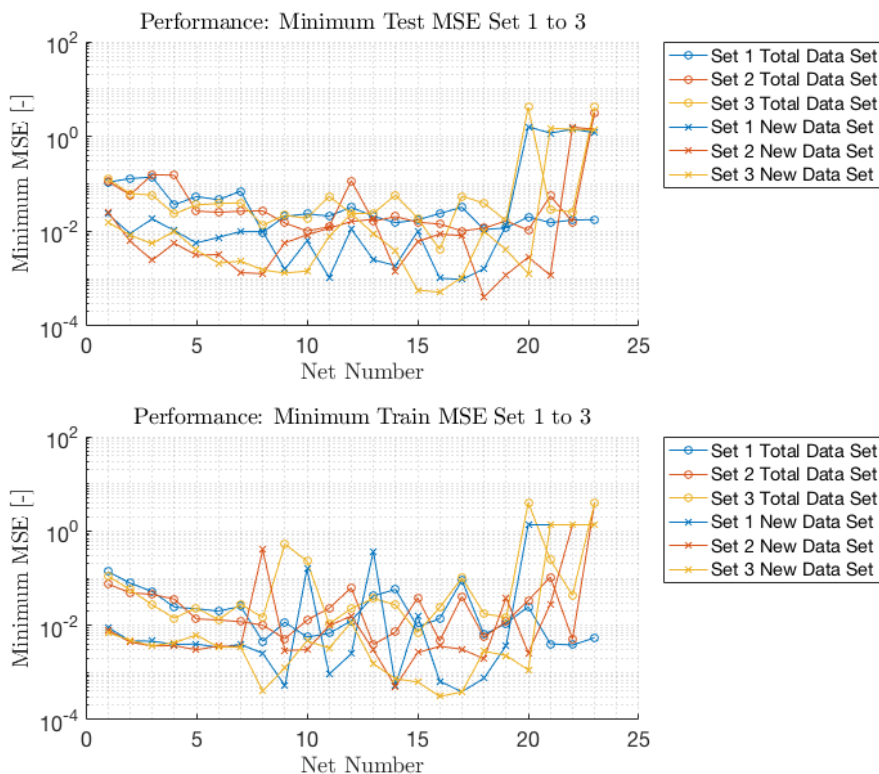 Performance: Minimum Test MSE Set 1 to 3
Minimum MSE [-]
10^2
10^0
10^-2
10^-4
0 5 10 15 20 25
Net Number
Set 1 Total Data Set
Set 2 Total Data Set
Set 3 Total Data Set
Set 1 New Data Set
Set 2 New Data Set
Set 3 New Data Set
Performance: Minimum Train MSE Set 1 to 3
Minimum MSE [-]
10^2
10^0
10^-2
10^-4
0 5 10 15 20 25
Net Number
Set 1 Total Data Set
Set 2 Total Data Set
Set 3 Total Data Set
Set 1 New Data Set
Set 2 New Data Set
Set 3 New Data Set